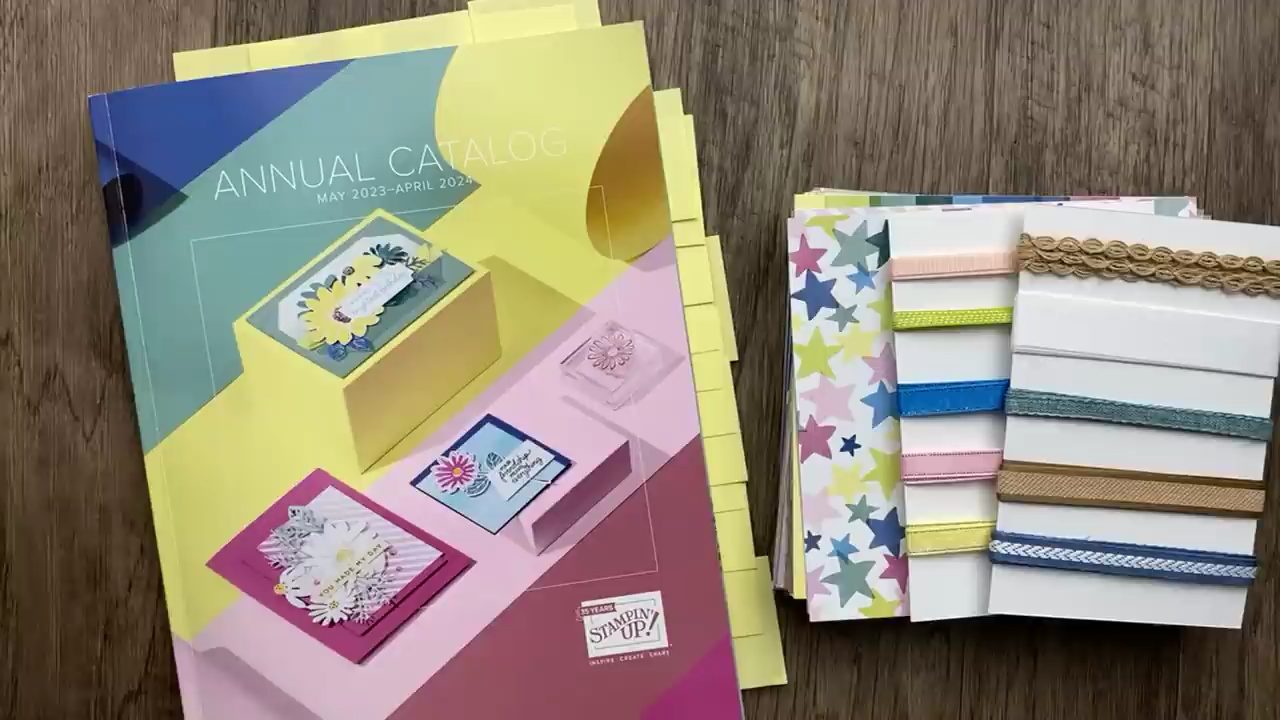 ANNUAL CATALOG
MAY 2023–APRIL 2024
YOU MADE MY DAY
35 YEARS
STAMPIN' UP!
INSPIRE CREATE SHARE